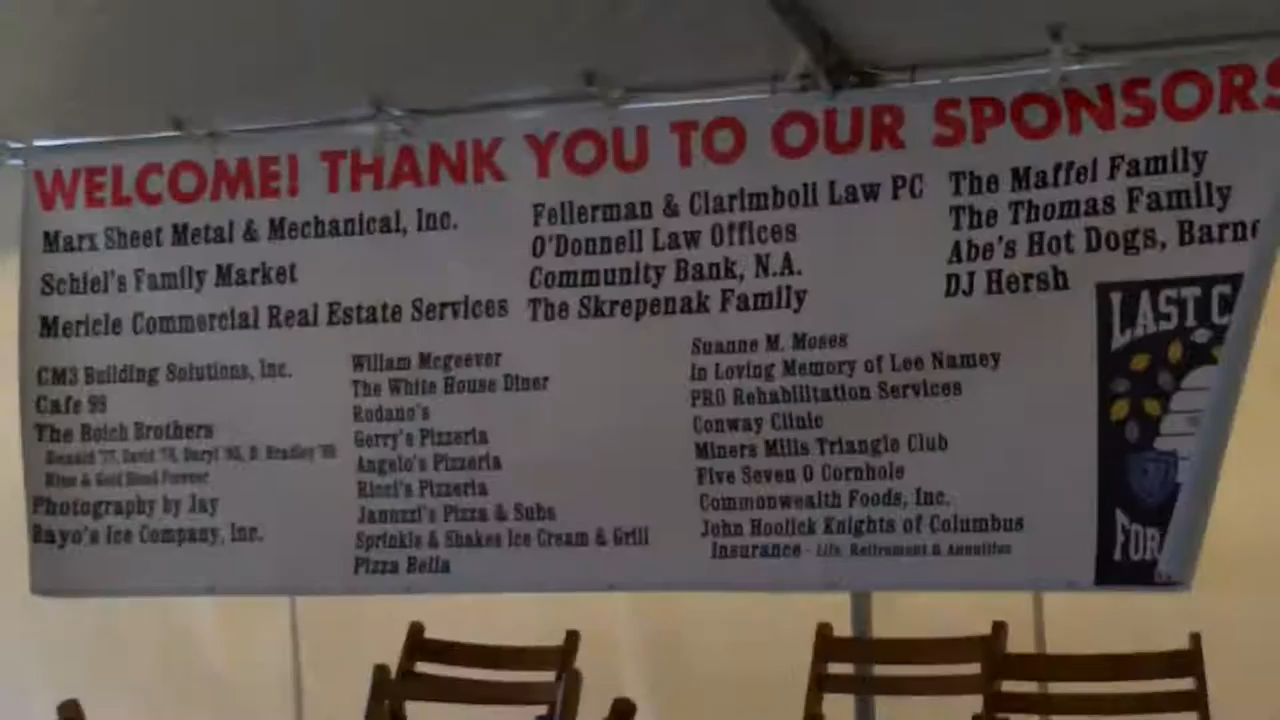 WELCOME! THANK YOU TO OUR SPONSORS
Marx Sheet Metal & Mechanical, Inc.
Schiel's Family Market
Mericle Commercial Real Estate Services
Fellerman & Ciarimboli Law PC
O'Donnell Law Offices
Community Bank, N.A.
The Skrepenak Family
The Maffei Family
The Thomas Family
Abe's Hot Dogs, Barne
DJ Hersh
CM3 Building Solutions, Inc.
Cafe 99
The Boich Brothers
Blue & Gold Blood Forever
Photography by Jay
Rayo's Ice Company, Inc.
Willam Mcgeever
The White House Diner
Rodano's
Gerry's Pizzeria
Angelo's Pizzeria
Ricci's Pizzeria
Januzzi's Pizza & Subs
Sprinkle & Shakes Ice Cream & Grill
Pizza Bella
Suanne M. Moses
In Loving Memory of Lee Namey
PRO Rehabilitation Services
Conway Clinic
Miners Mills Triangle Club
Five Seven O Cornhole
Commonwealth Foods, Inc.
John Hoolick Knights of Columbus
Insurance - Life, Retirement & Annuities
LAST C
FOR